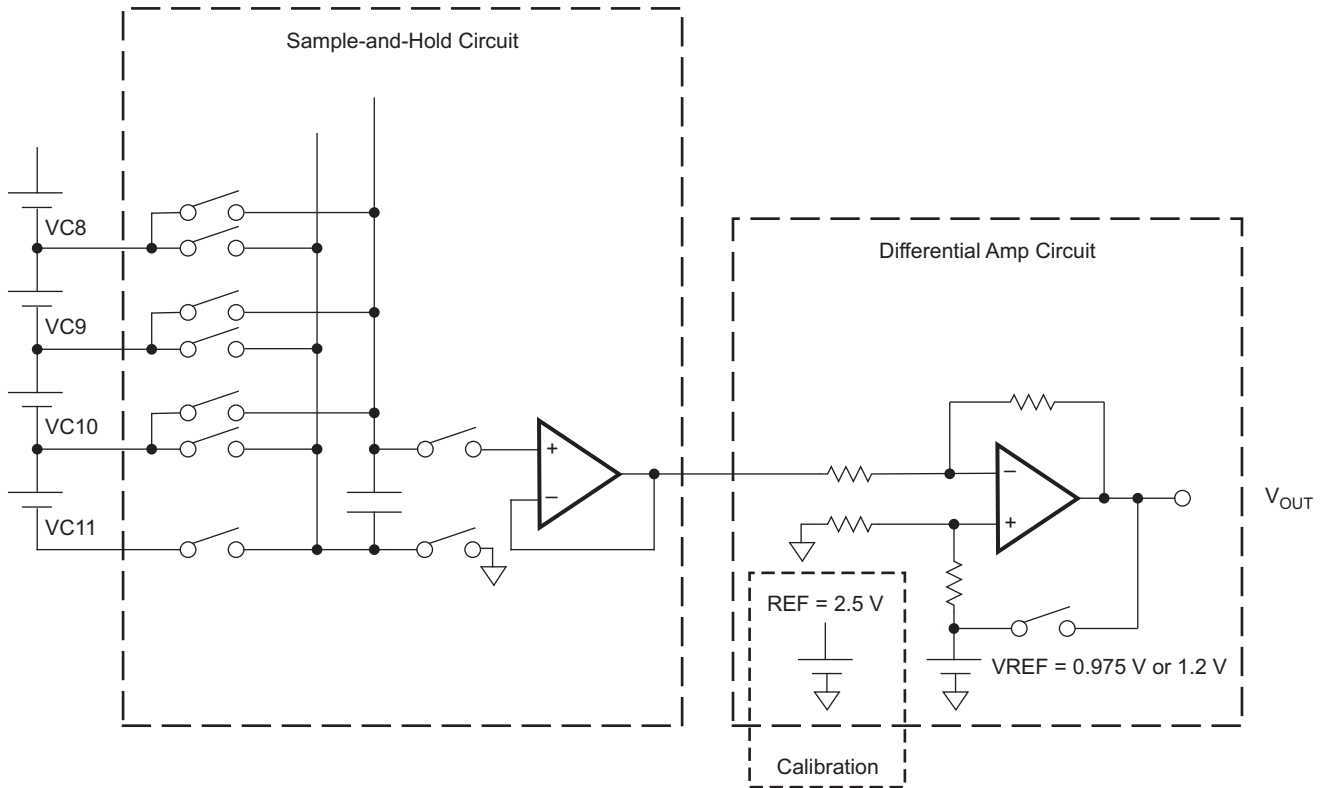 Sample-and-Hold Circuit
VC8
VC9
VC10
VC11
+
−
Differential Amp Circuit
−
+
VOUT
REF = 2.5 V
VREF = 0.975 V or 1.2 V
Calibration